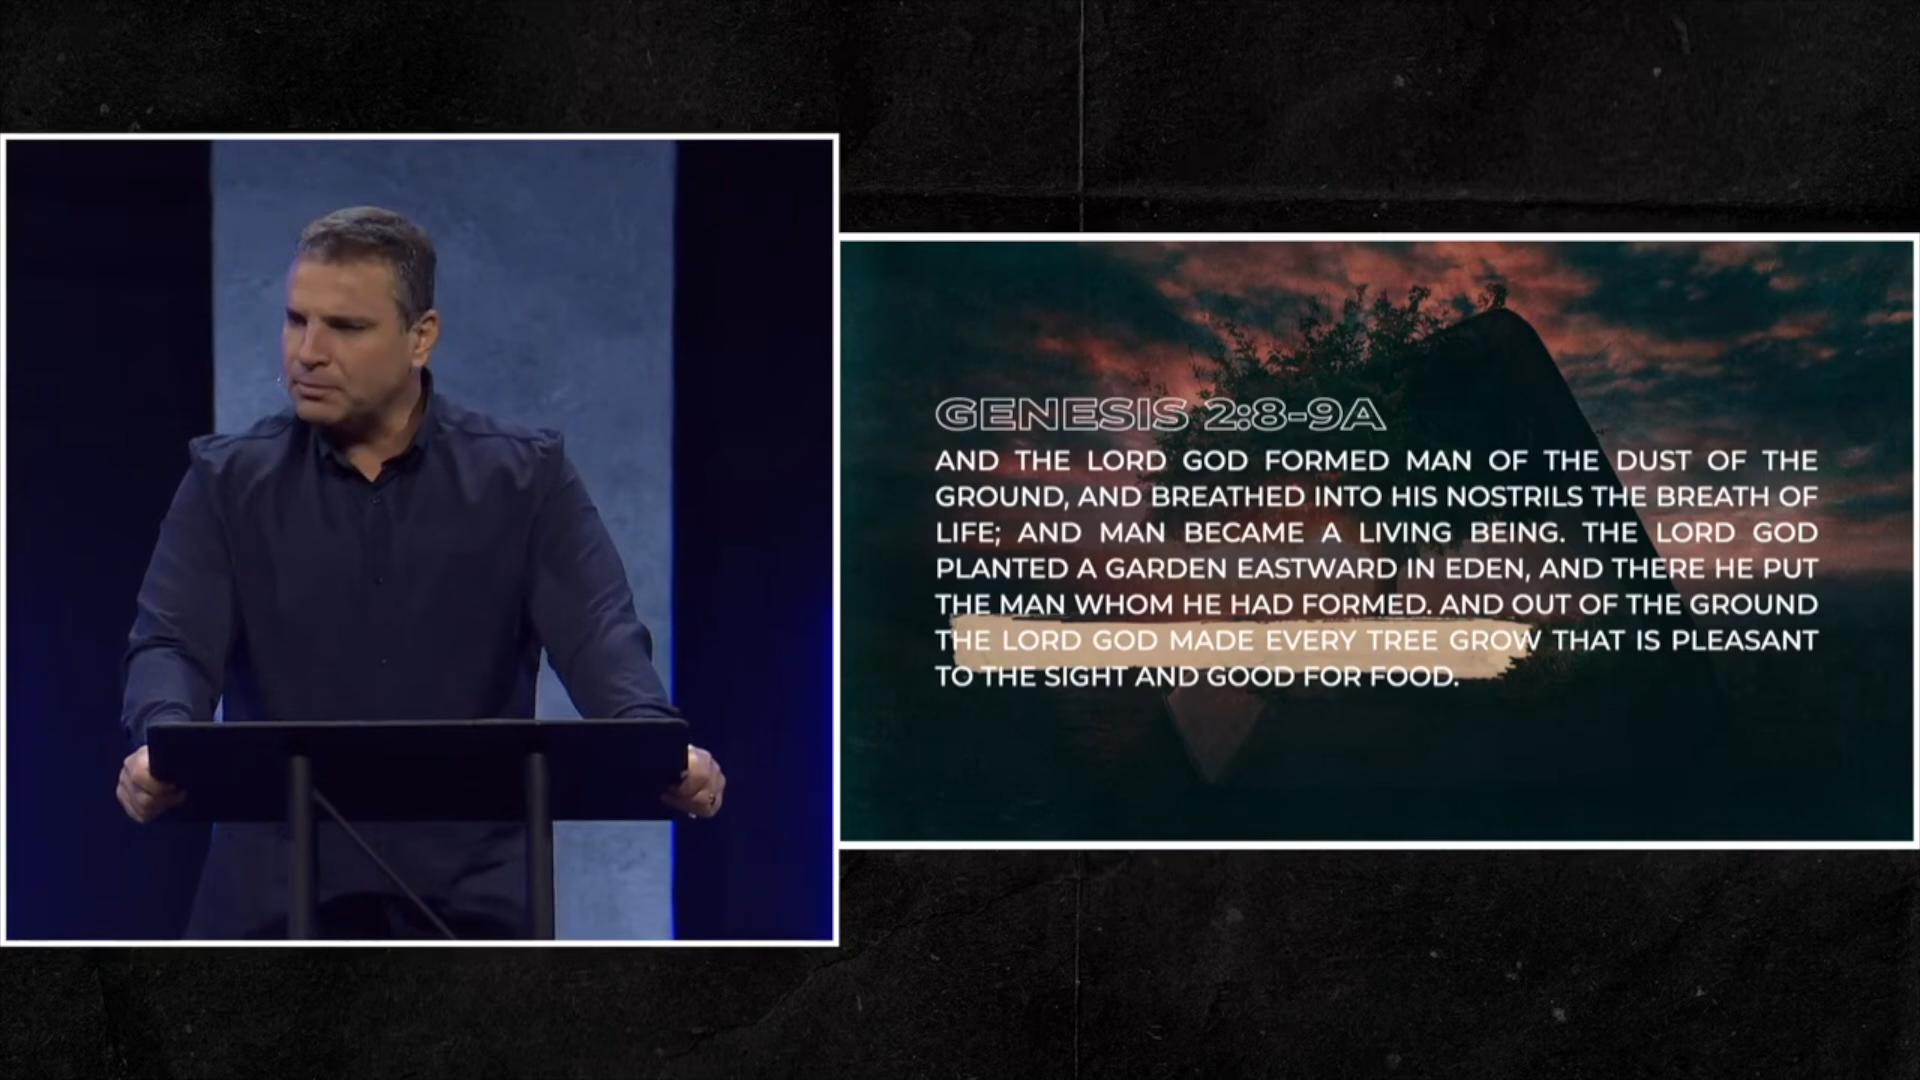 GENESIS 2:8-9A
AND THE LORD GOD FORMED MAN OF THE DUST OF THE
GROUND, AND BREATHED INTO HIS NOSTRILS THE BREATH OF
LIFE; AND MAN BECAME A LIVING BEING. THE LORD GOD
PLANTED A GARDEN EASTWARD IN EDEN, AND THERE HE PUT
THE MAN WHOM HE HAD FORMED. AND OUT OF THE GROUND
THE LORD GOD MADE EVERY TREE GROW THAT IS PLEASANT
TO THE SIGHT AND GOOD FOR FOOD.